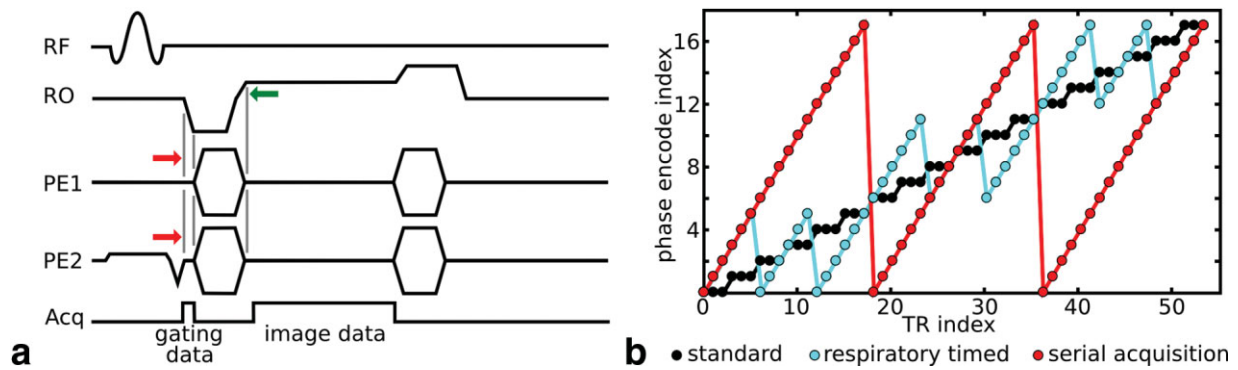 RF
RO
PE1
PE2
Acq
gating
data
image data
a
phase encode index
16
12
8
4
0 10 20 30 40 50
TR index
b
standard respiratory timed serial acquisition